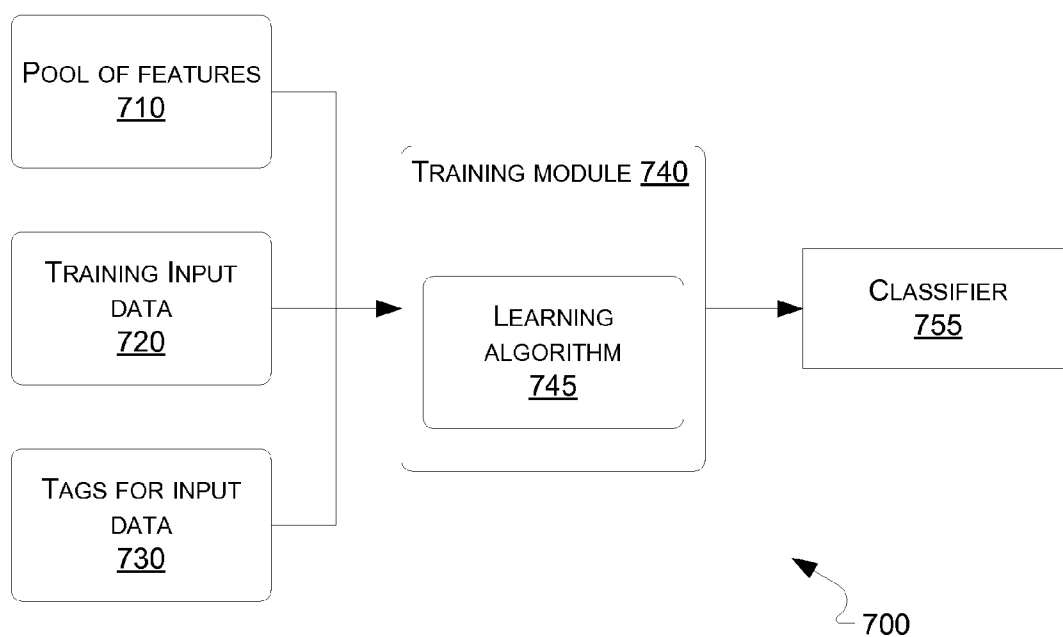 POOL OF FEATURES
710
TRAINING INPUT
DATA
720
TAGS FOR INPUT
DATA
730
TRAINING MODULE 740
LEARNING
ALGORITHM
745
CLASSIFIER
755
700